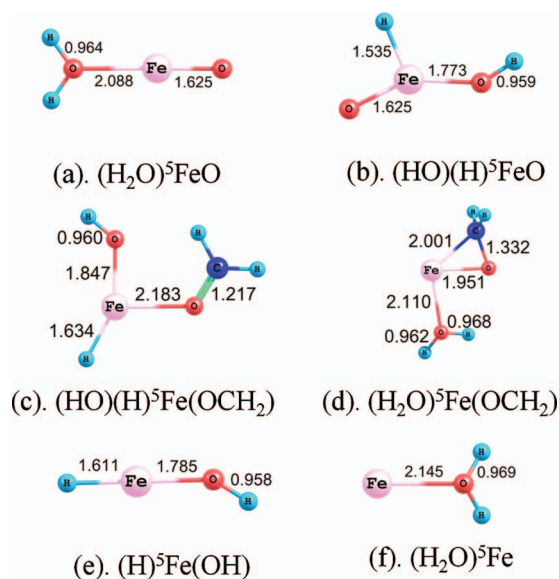 H
0.964
O
Fe
O
2.088
1.625
H
(a). (H₂O)⁵FeO
H
H
1.535
1.773
Fe
O
0.959
O
1.625
(b). (HO)(H)⁵FeO
H
0.960
O
H
C
H
1.847
1.217
2.183
Fe
O
1.634
H
(c). (HO)(H)⁵Fe(OCH₂)
H
H
C
2.001
1.332
Fe
O
1.951
2.110
0.962
0.968
O
H
H
(d). (H₂O)⁵Fe(OCH₂)
1.611
1.785
H
Fe
O
0.958
H
(e). (H)⁵Fe(OH)
H
2.145
0.969
Fe
O
H
(f). (H₂O)⁵Fe